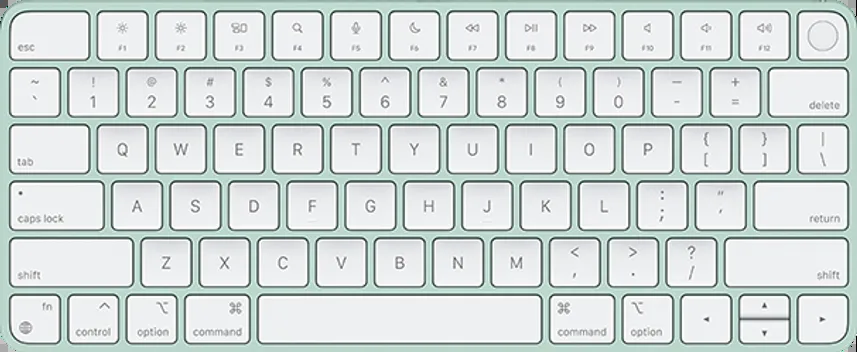 esc F1 F2 F3 F4 F5 F6 F7 F8 F9 F10 F11 F12
~ ! @ # $ % ^ & * ( ) — +
` 1 2 3 4 5 6 7 8 9 0 - = delete
tab Q W E R T Y U I O P { [ } ] | \
caps lock A S D F G H J K L : ; " ' return
shift Z X C V B N M < , > . ? / shift
fn ^ control ⌥ option ⌘ command ⌘ command ⌥ option ◂ ▴ ▾ ▸